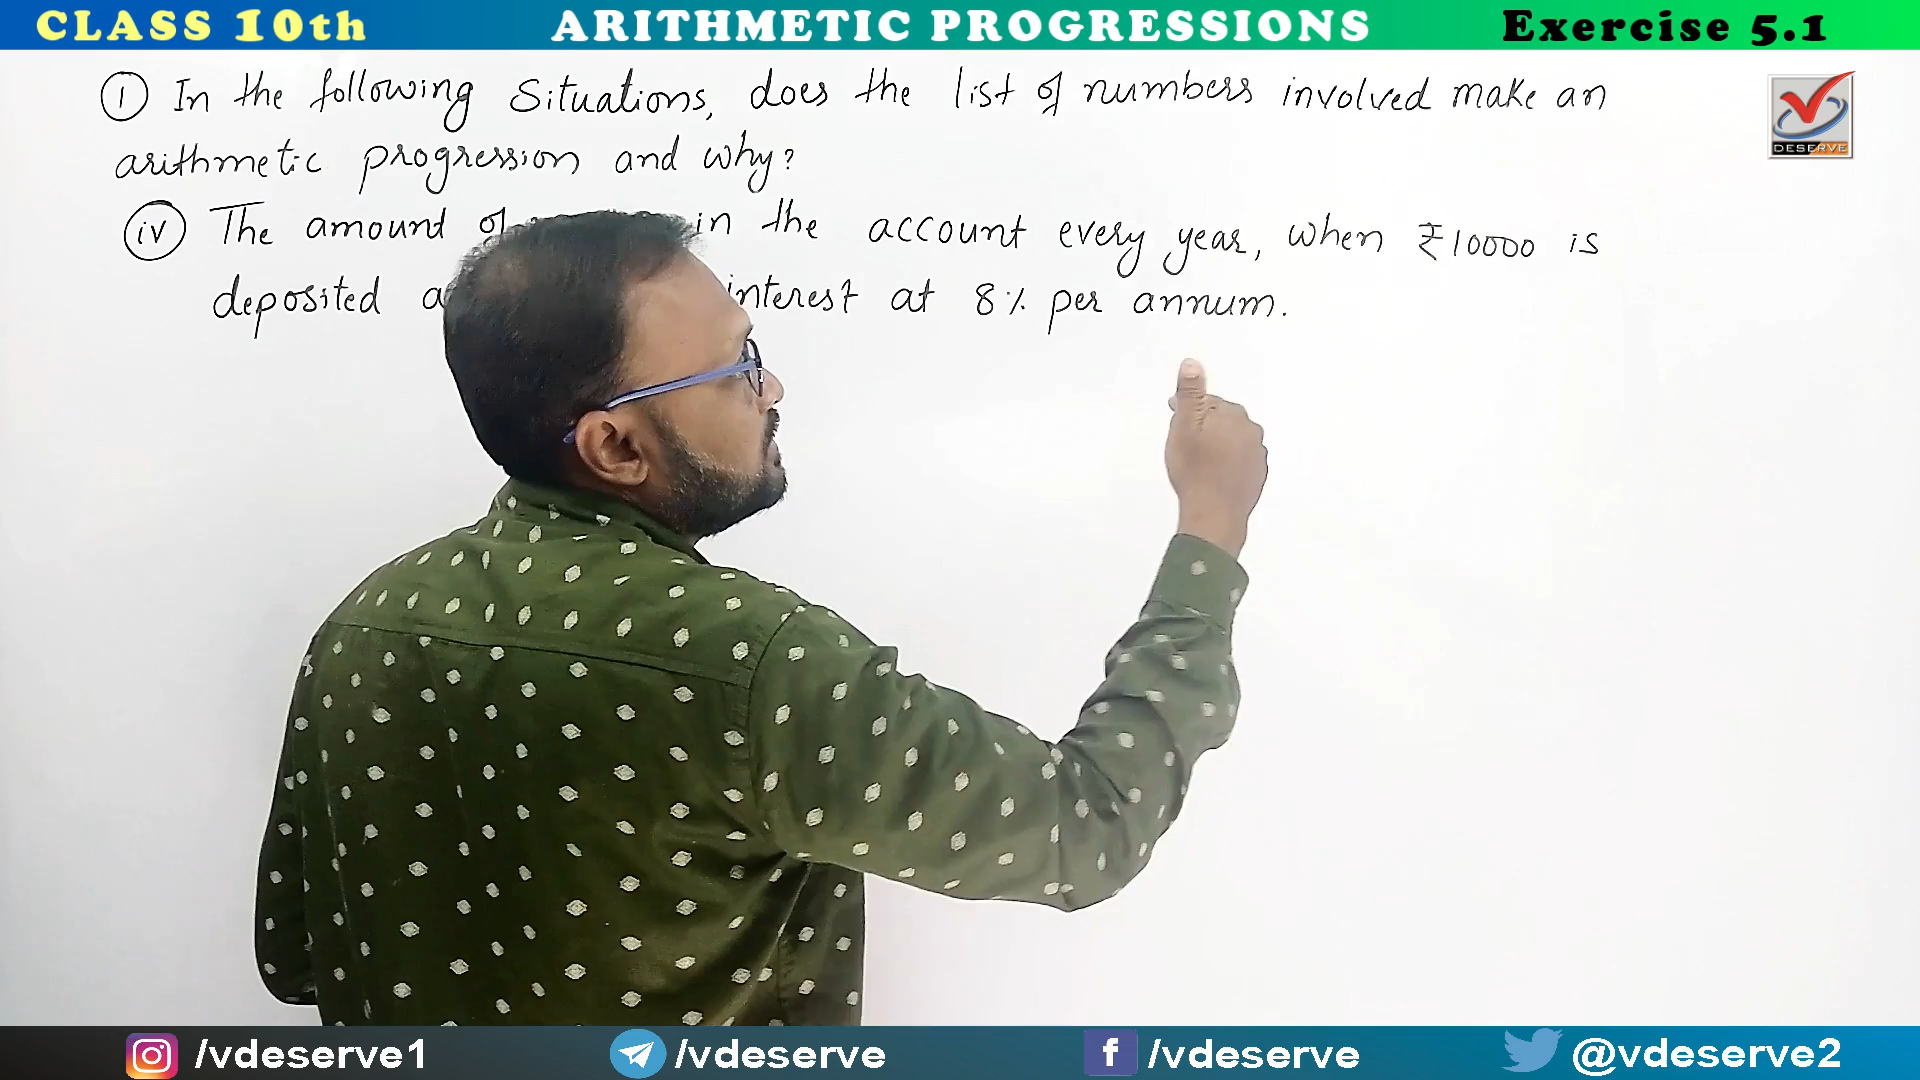 CLASS 10th ARITHMETIC PROGRESSIONS Exercise 5.1
(1) In the following Situations, does the list of numbers involved make an
arithmetic progression and why?
DESERVE
(iv) The amount of in the account every year, when ₹10000 is
deposited interest at 8% per annum.
/vdeserve1 /vdeserve /vdeserve @vdeserve2